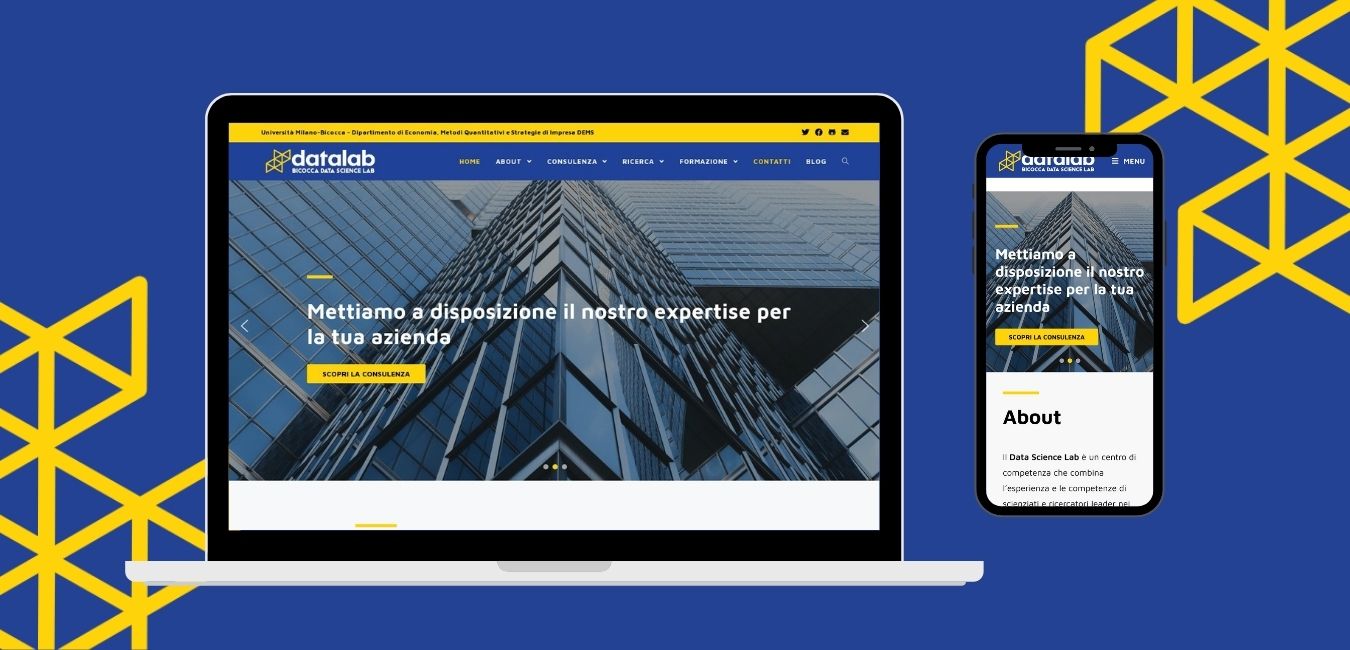 Università Milano-Bicocca – Dipartimento di Economia, Metodi Quantitativi e Strategie di Impresa DEMS
datalab
BICOCCA DATA SCIENCE LAB
HOME ABOUT CONSULENZA RICERCA FORMAZIONE CONTATTI BLOG
Mettiamo a disposizione il nostro expertise per
la tua azienda
SCOPRI LA CONSULENZA
datalab
BICOCCA DATA SCIENCE LAB
MENU
Mettiamo a
disposizione il nostro
expertise per la tua
azienda
SCOPRI LA CONSULENZA
About
Il Data Science Lab è un centro di
competenza che combina
l'esperienza e le competenze di
scienziati e ricercatori leader nei